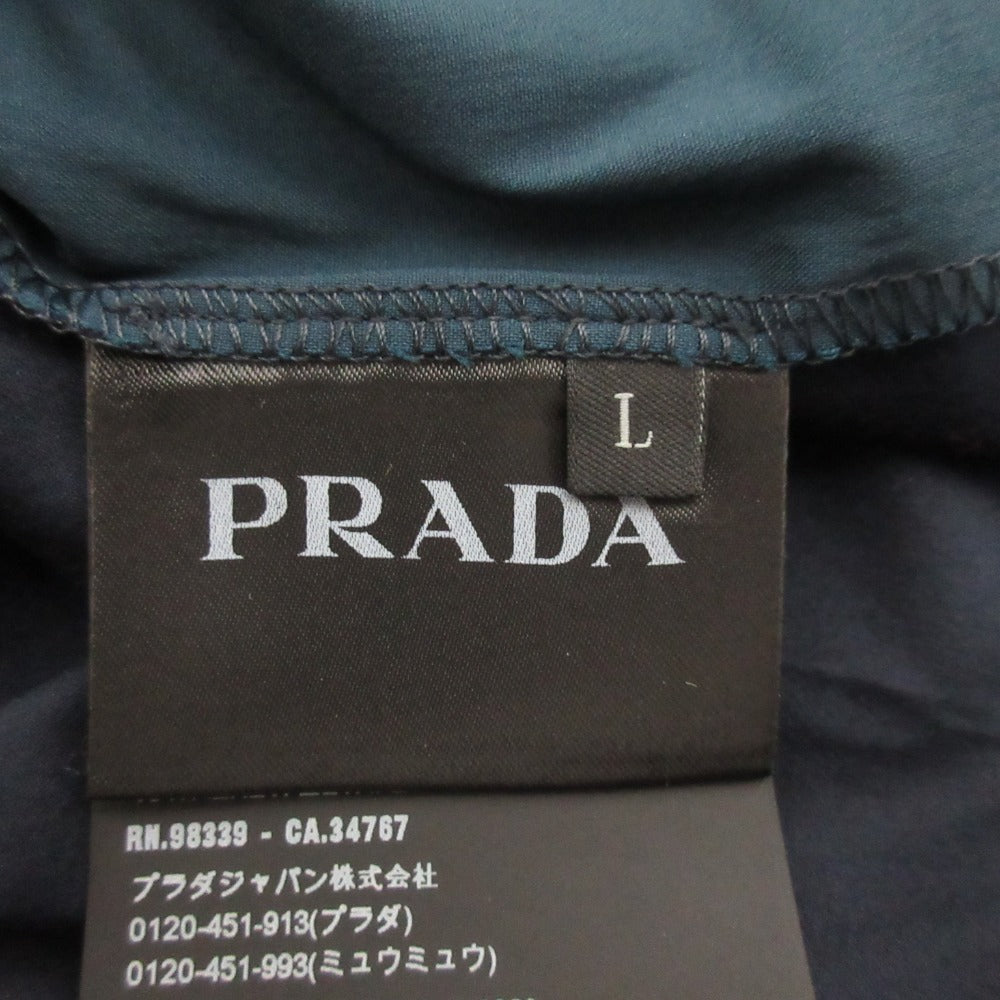 L
PRADA
RN.98339 - CA.34767
プラダジャパン株式会社
0120-451-913(プラダ)
0120-451-993(ミュウミュウ)